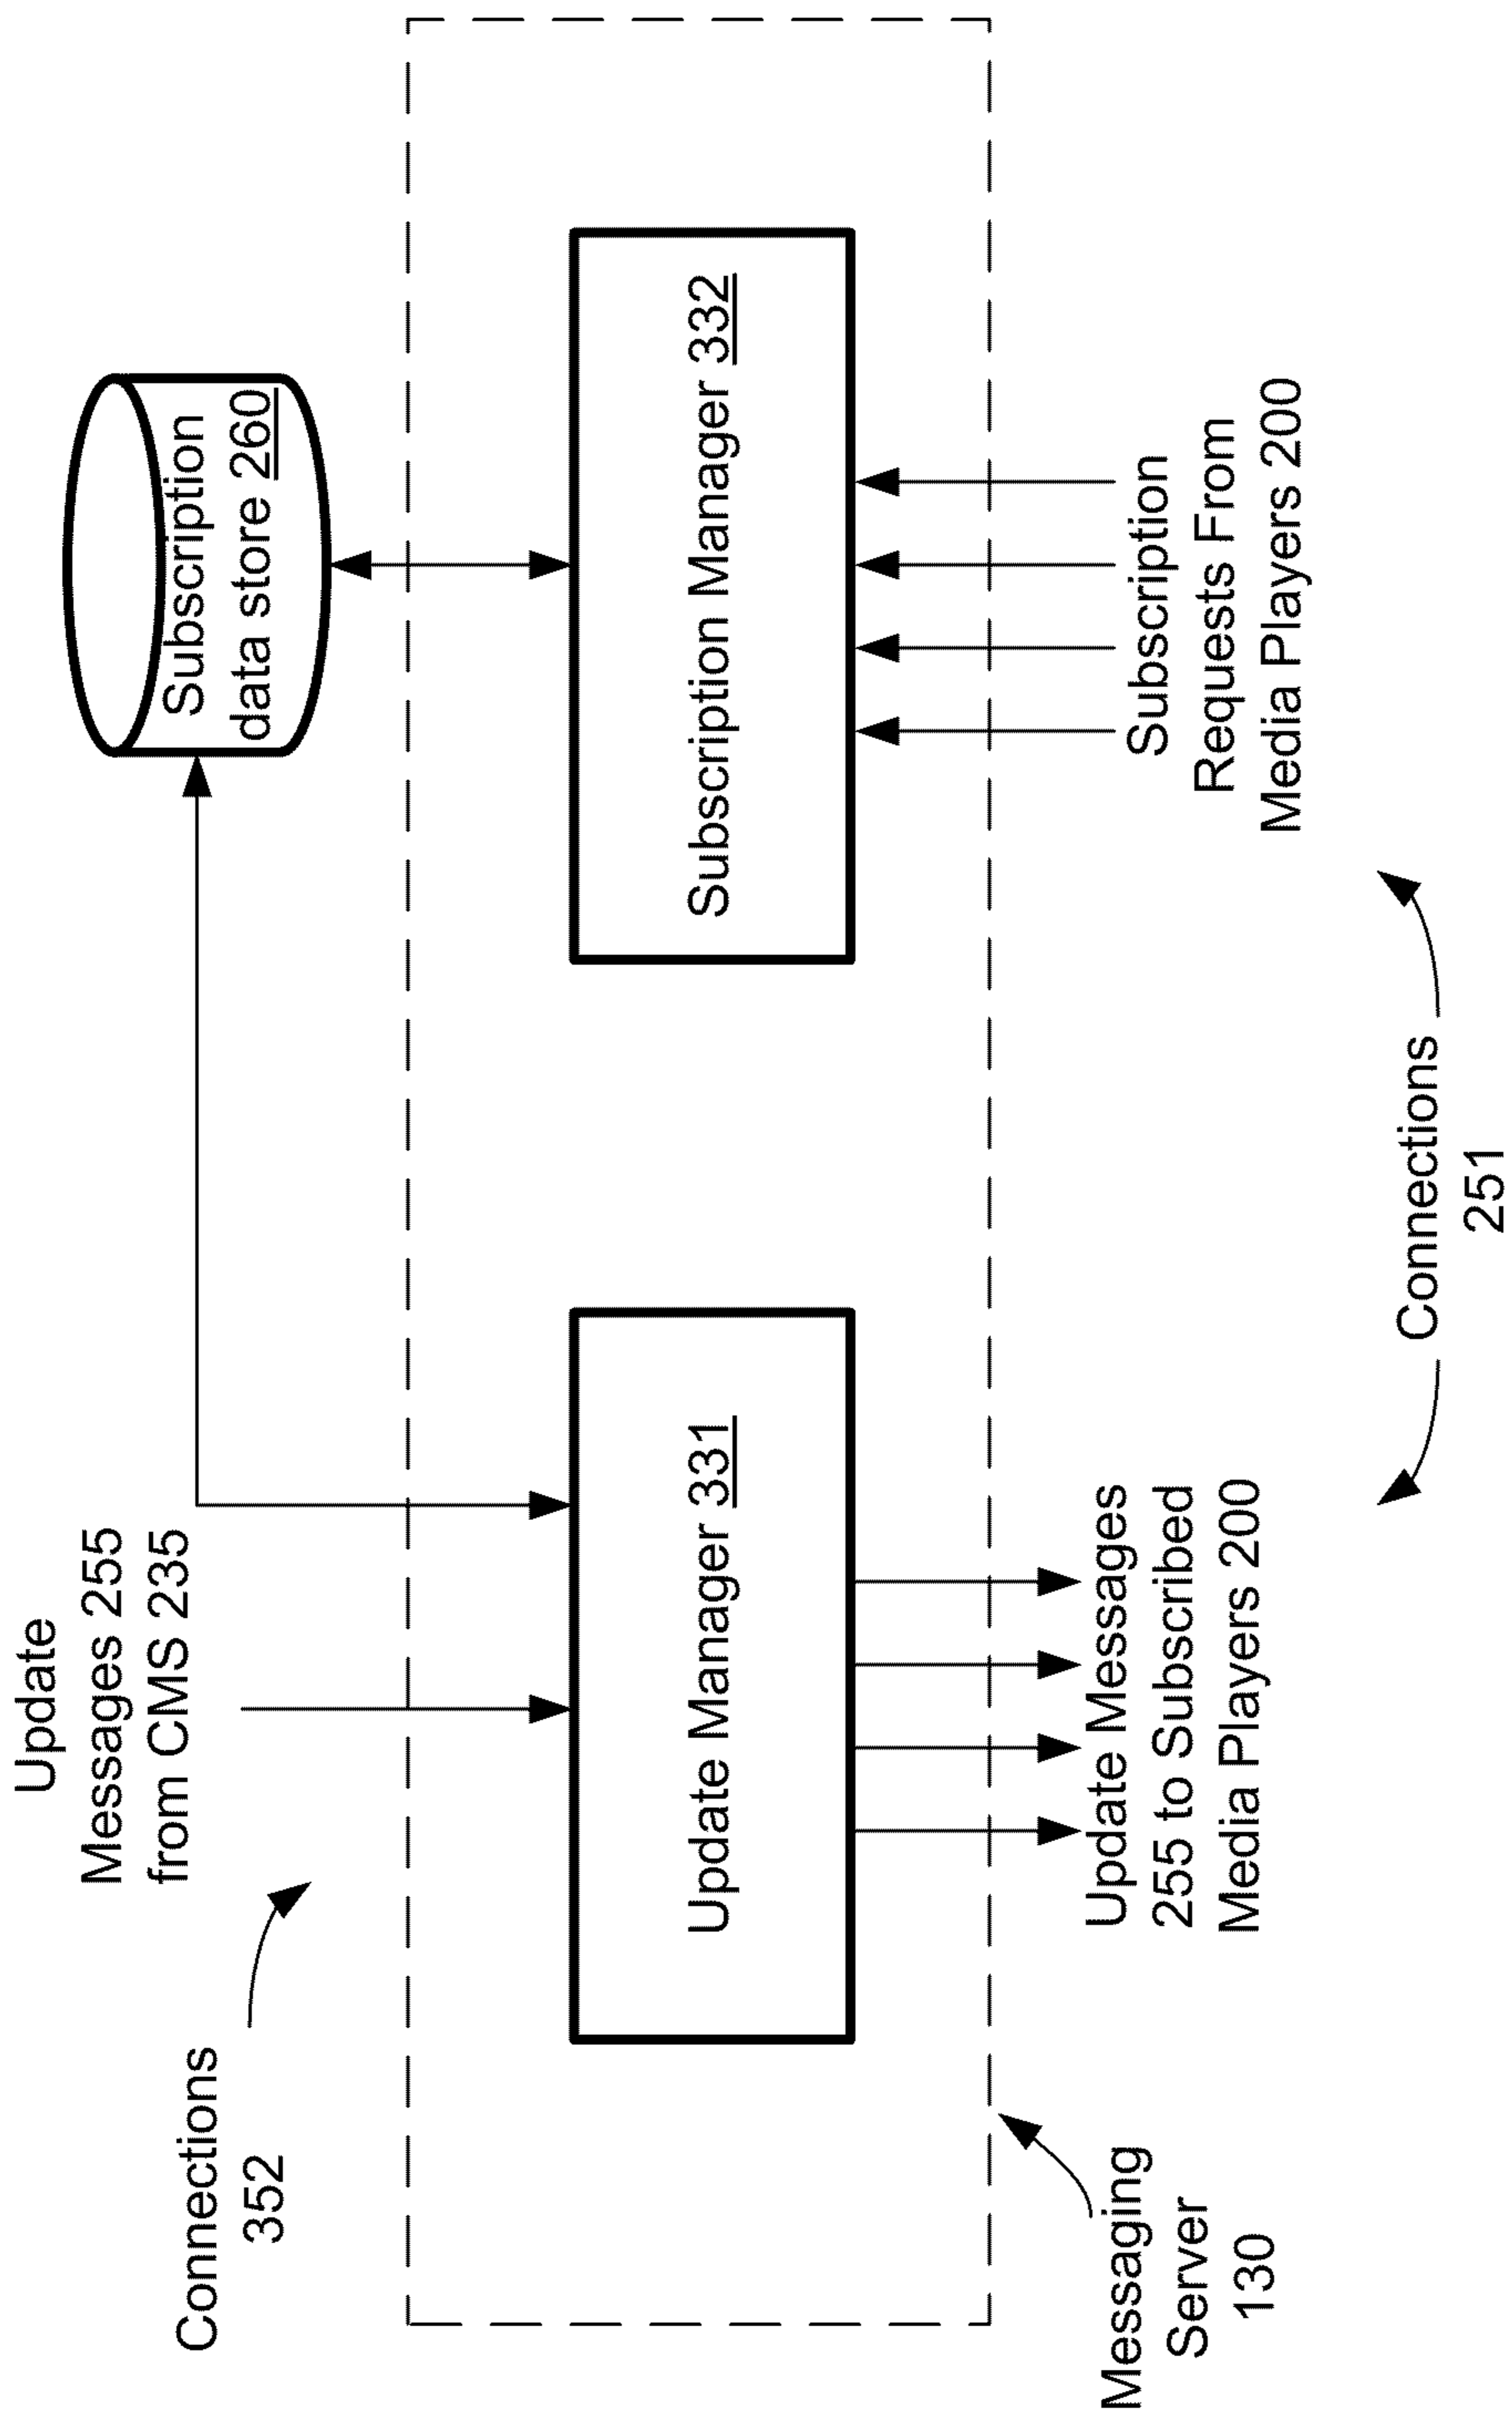 Connections
352
Update
Messages 255
from CMS 235
Subscription
data store 260
Update Manager 331
Subscription Manager 332
Messaging
Server
130
Update Messages
255 to Subscribed
Media Players 200
Subscription
Requests From
Media Players 200
Connections
251